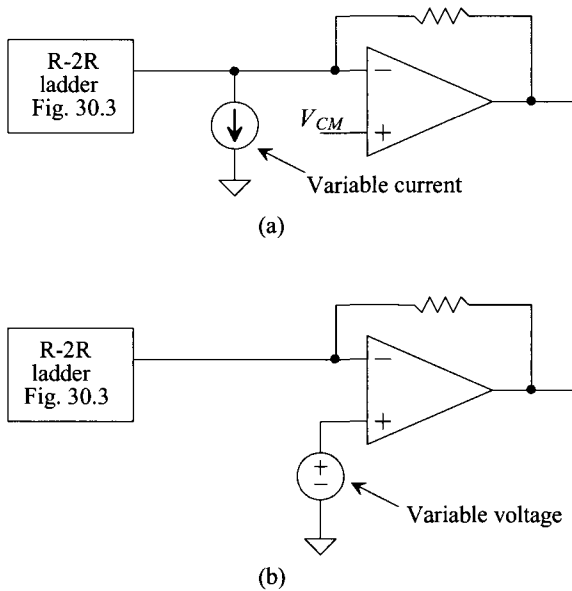 R-2R
ladder
Fig. 30.3
−
V_CM
+
Variable current
(a)
R-2R
ladder
Fig. 30.3
−
+
+
−
Variable voltage
(b)